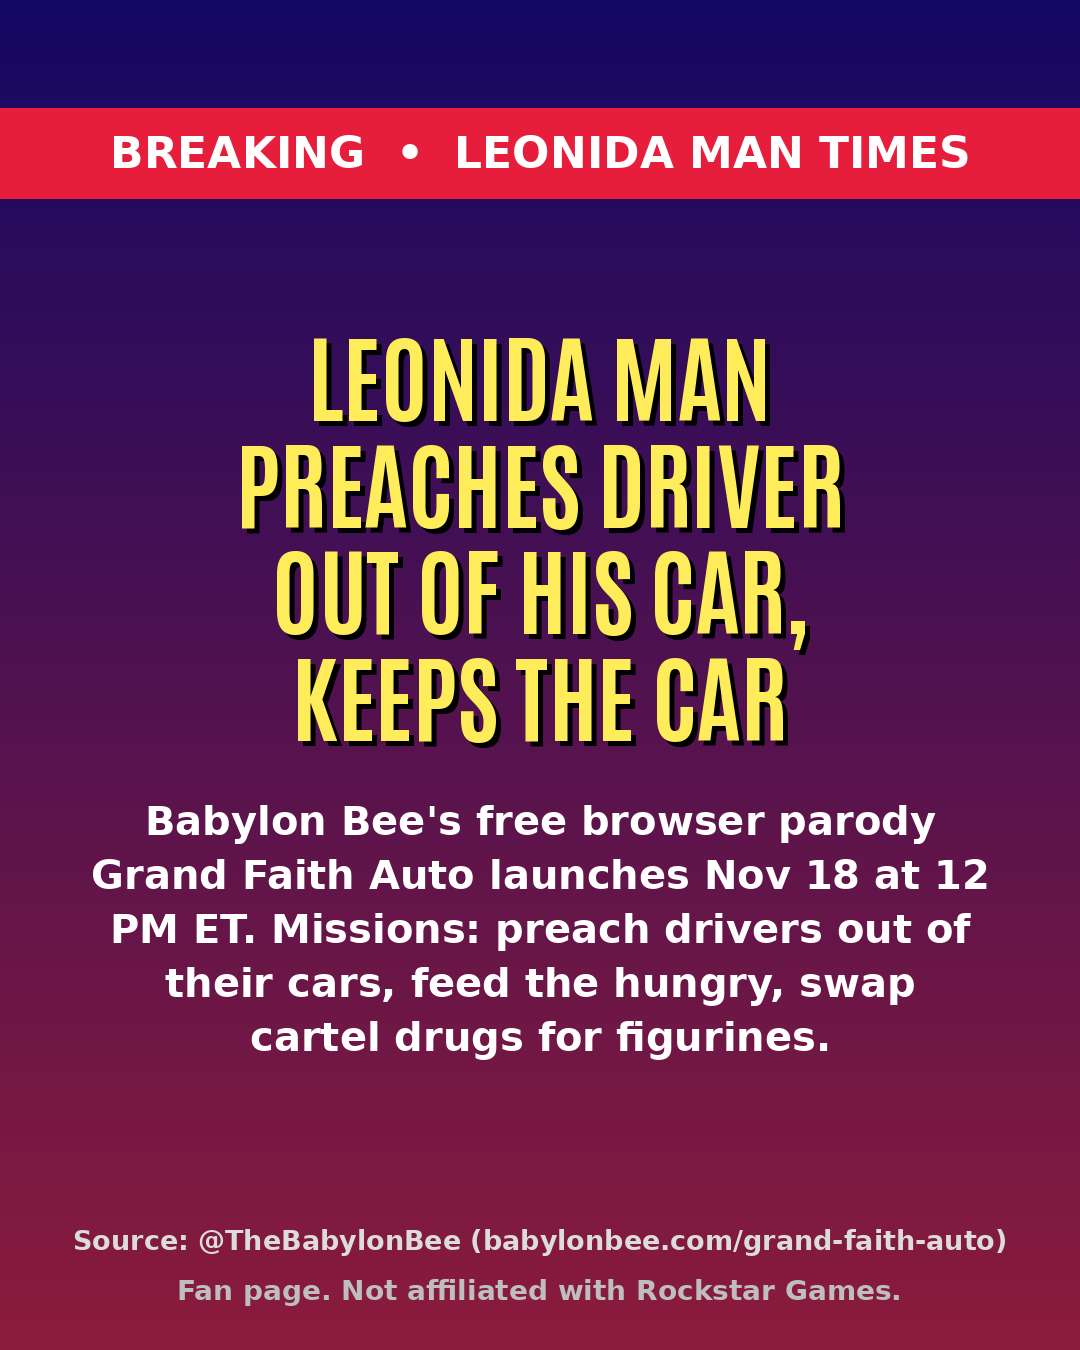 BREAKING • LEONIDA MAN TIMES
LEONIDA MAN
PREACHES DRIVER
OUT OF HIS CAR,
KEEPS THE CAR
Babylon Bee's free browser parody
Grand Faith Auto launches Nov 18 at 12
PM ET. Missions: preach drivers out of
their cars, feed the hungry, swap
cartel drugs for figurines.
Source: @TheBabylonBee (babylonbee.com/grand-faith-auto)
Fan page. Not affiliated with Rockstar Games.